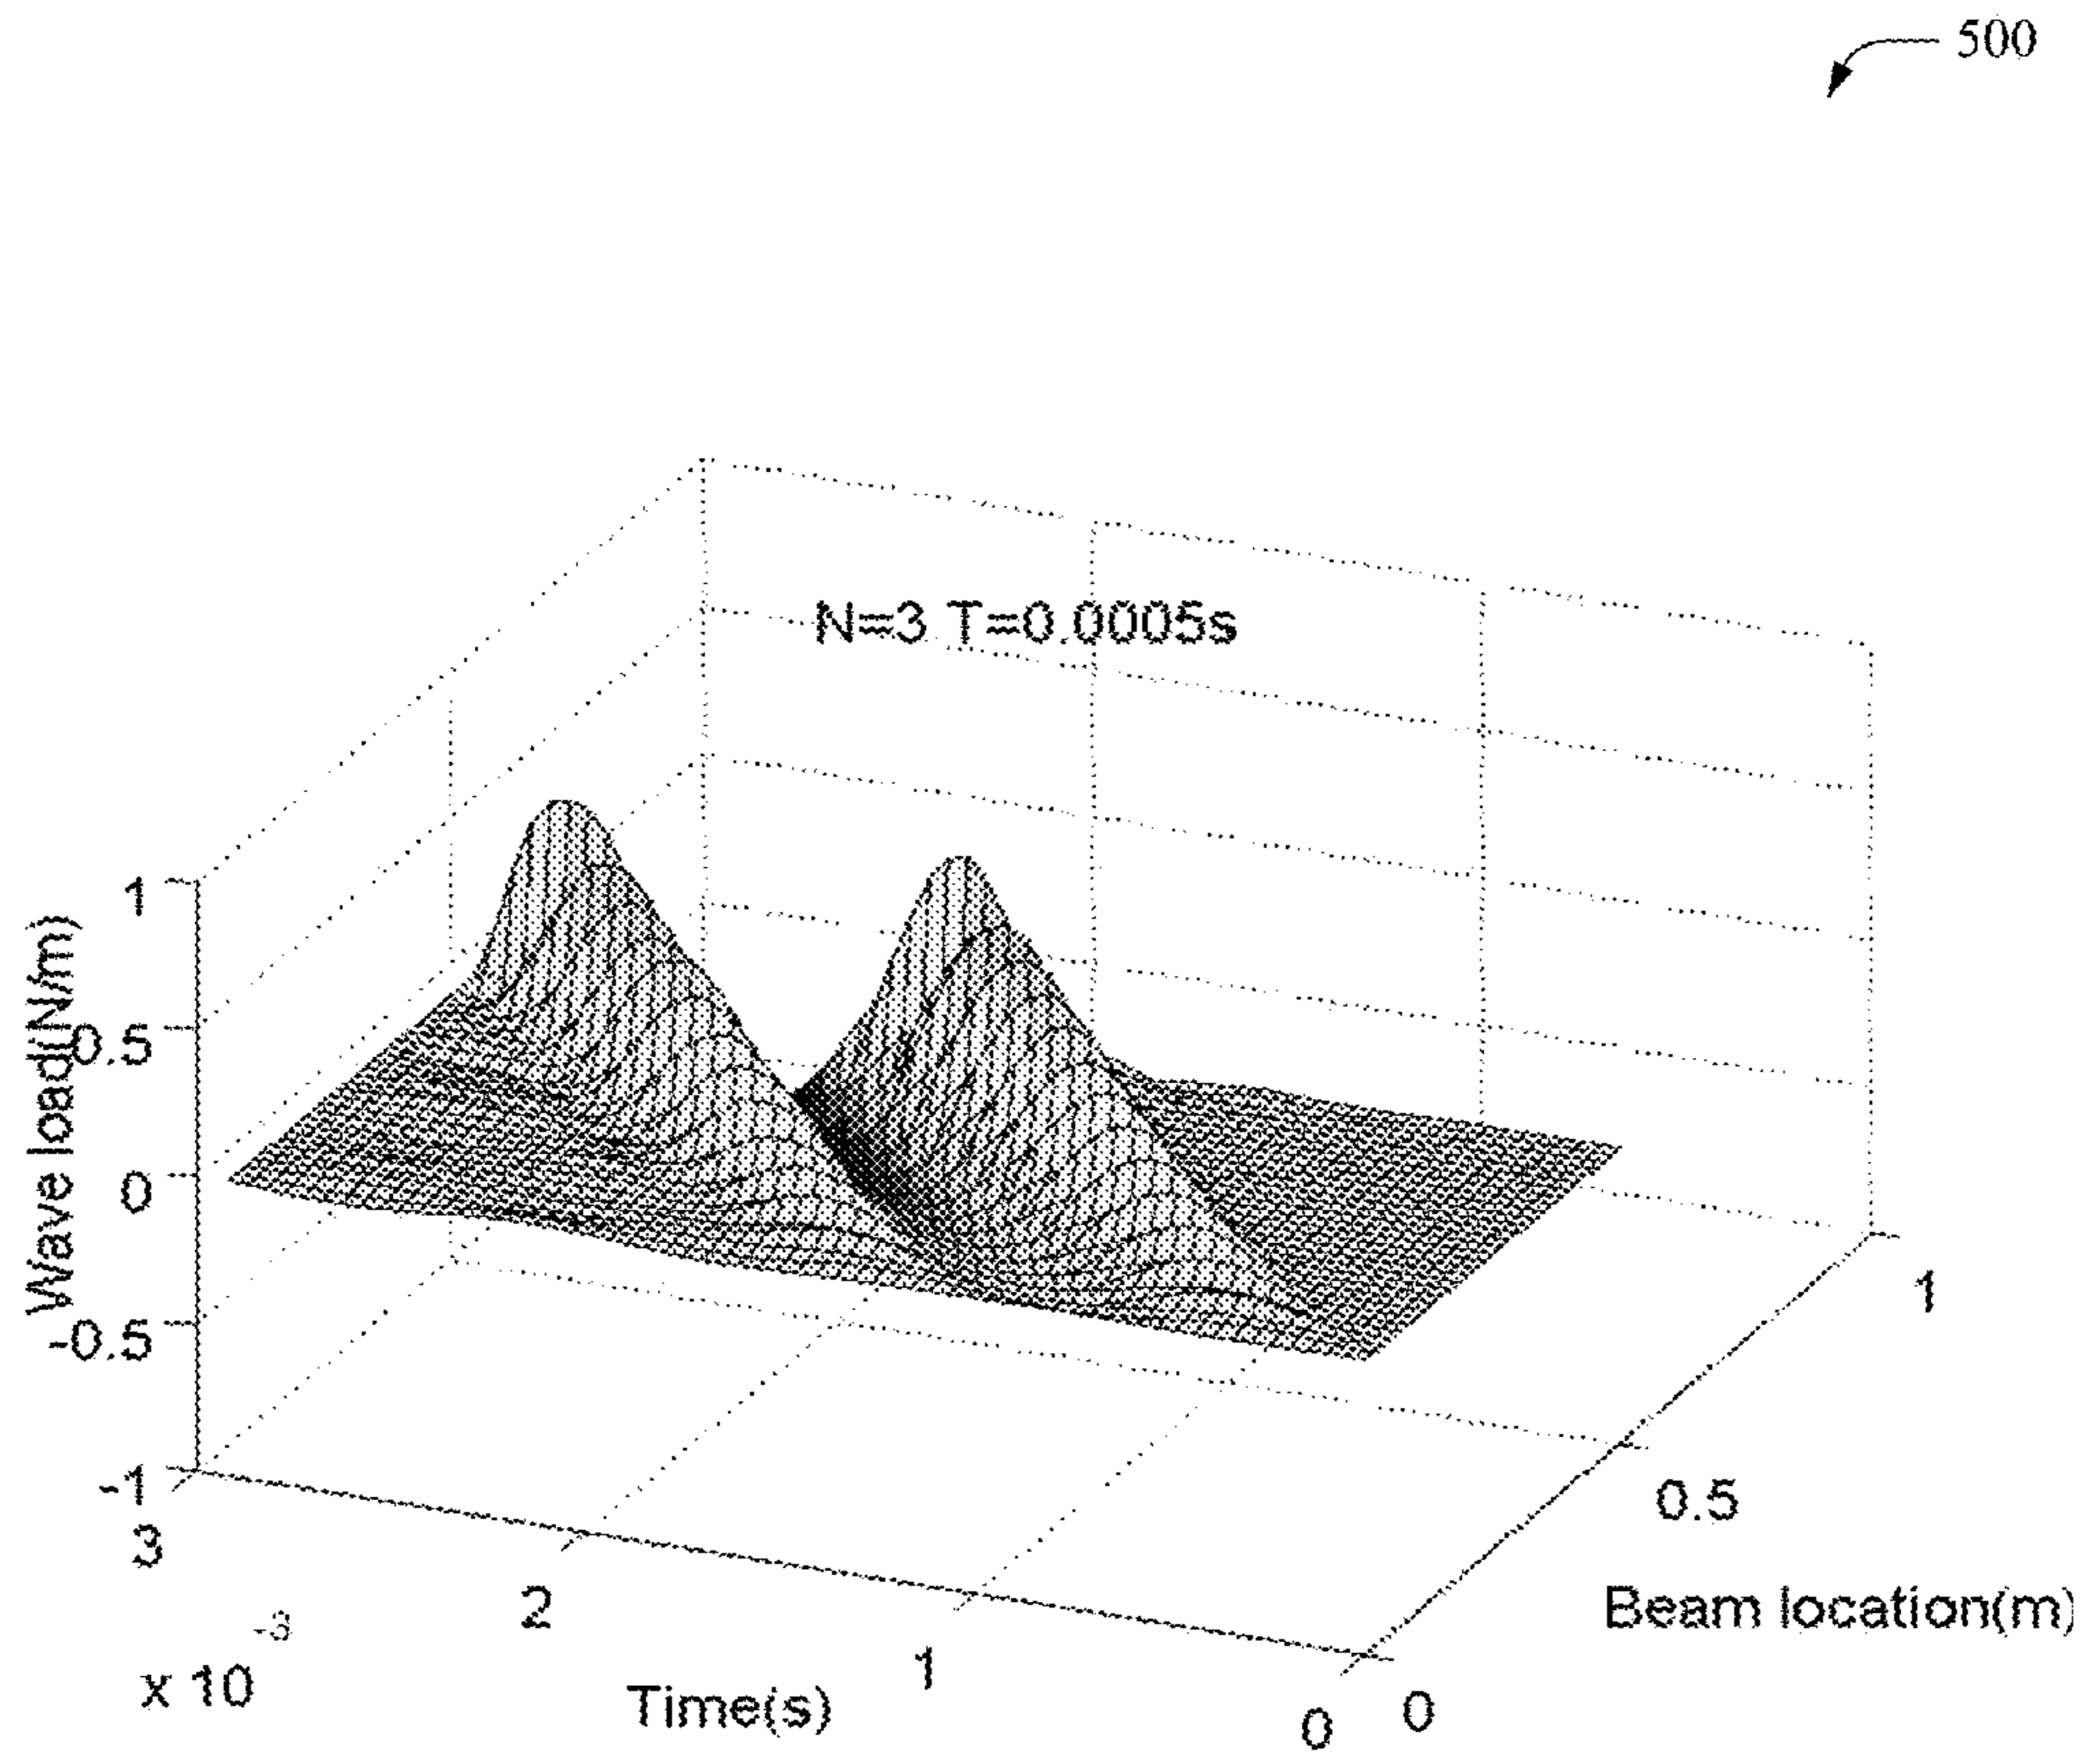 500
N=3 T=0.0005s
Wave load(N/m)
1
0.5
0
-0.5
-1
3
2
1
0
x 10
-3
Time(s)
0
0.5
1
Beam location(m)